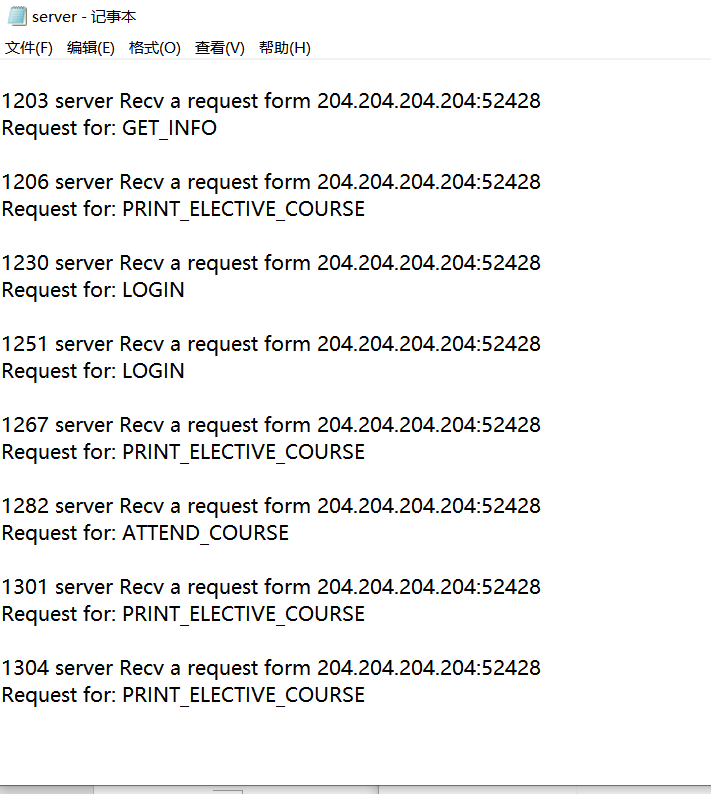 server - 记事本
文件(F) 编辑(E) 格式(O) 查看(V) 帮助(H)
1203 server Recv a request form 204.204.204.204:52428
Request for: GET_INFO
1206 server Recv a request form 204.204.204.204:52428
Request for: PRINT_ELECTIVE_COURSE
1230 server Recv a request form 204.204.204.204:52428
Request for: LOGIN
1251 server Recv a request form 204.204.204.204:52428
Request for: LOGIN
1267 server Recv a request form 204.204.204.204:52428
Request for: PRINT_ELECTIVE_COURSE
1282 server Recv a request form 204.204.204.204:52428
Request for: ATTEND_COURSE
1301 server Recv a request form 204.204.204.204:52428
Request for: PRINT_ELECTIVE_COURSE
1304 server Recv a request form 204.204.204.204:52428
Request for: PRINT_ELECTIVE_COURSE